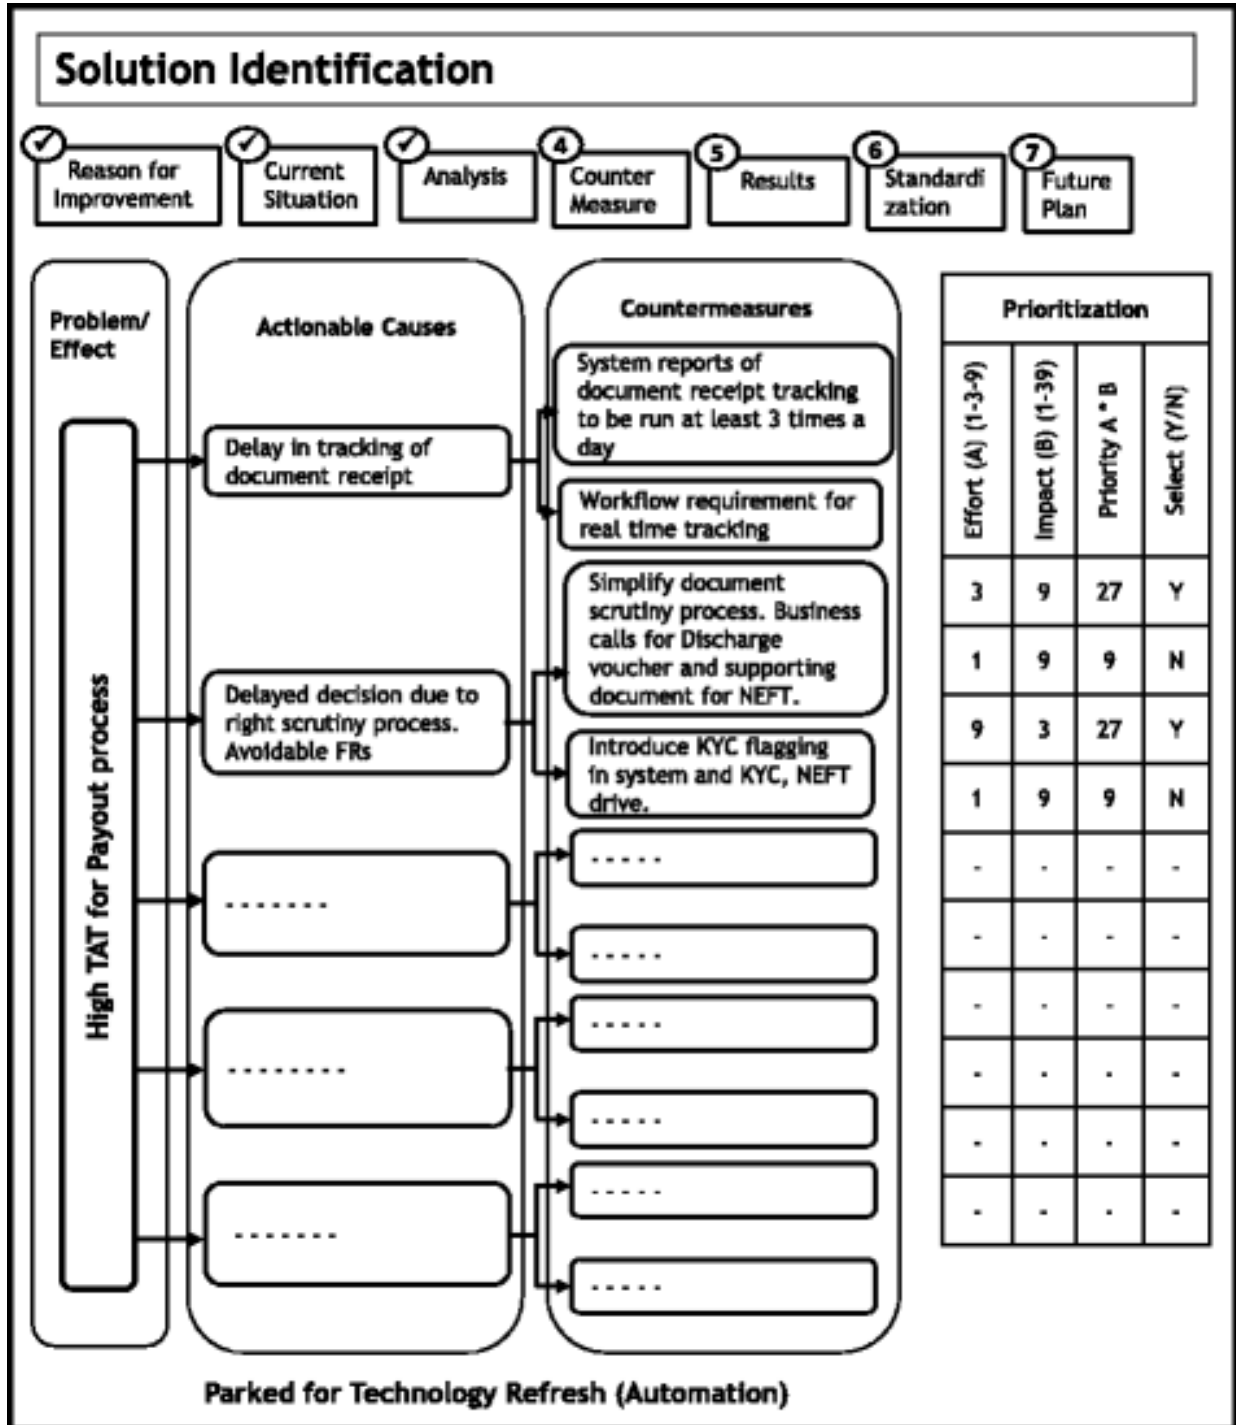 Solution Identification
✓
Reason for
Improvement
✓
Current
Situation
✓
Analysis
4
Counter
Measure
5
Results
6
Standardi
zation
7
Future
Plan
Problem/
Effect
High TAT for Payout process
Actionable Causes
Delay in tracking of
document receipt
Delayed decision due to
right scrutiny process.
Avoidable FRs
- - - - - - -
- - - - - - - -
- - - - - - -
Countermeasures
System reports of
document receipt tracking
to be run at least 3 times a
day
Workflow requirement for
real time tracking
Simplify document
scrutiny process. Business
calls for Discharge
voucher and supporting
document for NEFT.
Introduce KYC flagging
in system and KYC, NEFT
drive.
- - - - -
- - - - -
- - - - -
- - - - -
- - - - -
- - - - -
Prioritization
Effort (A) (1-3-9)
Impact (B) (1-39)
Priority A * B
Select (Y/N)
3 9 27 Y
1 9 9 N
9 3 27 Y
1 9 9 N
- - - -
- - - -
- - - -
- - - -
- - - -
- - - -
Parked for Technology Refresh (Automation)